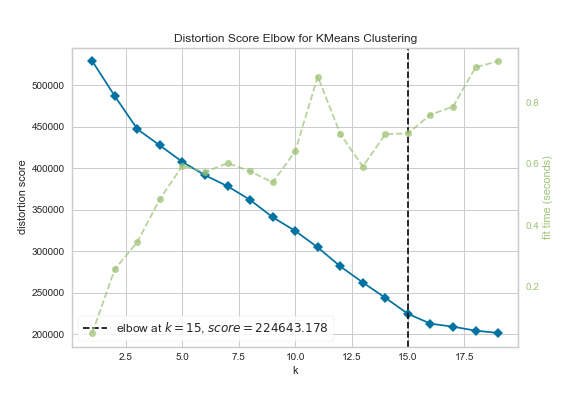 Distortion Score Elbow for KMeans Clustering
distortion score
500000
450000
400000
350000
300000
250000
200000
0.8
0.6
0.4
0.2
fit time (seconds)
elbow at k = 15, score = 224643.178
2.5 5.0 7.5 10.0 12.5 15.0 17.5
k